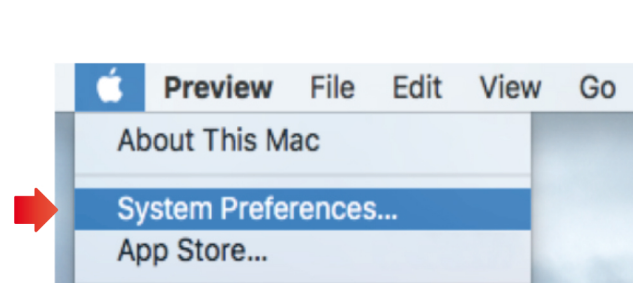 Preview File Edit View Go
About This Mac
System Preferences...
App Store...